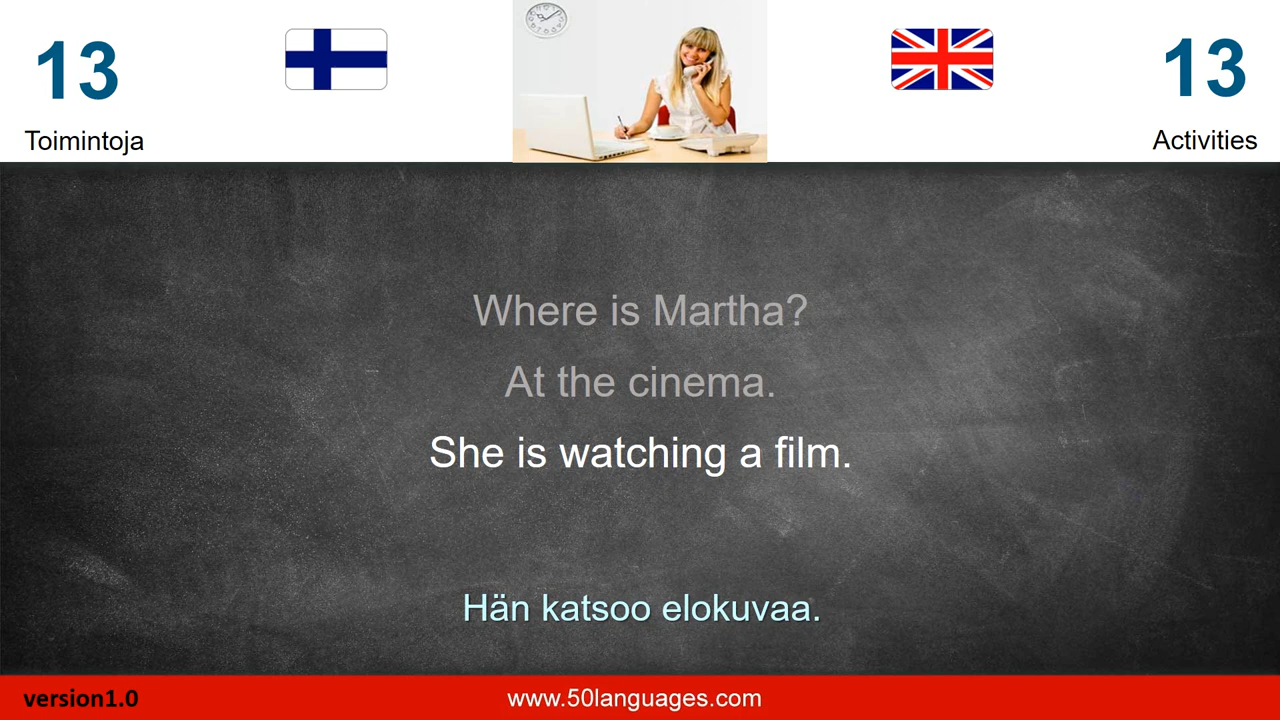 13
13
Toimintoja
Activities
Where is Martha?
At the cinema.
She is watching a film.
Hän katsoo elokuvaa.
version1.0
www.50languages.com